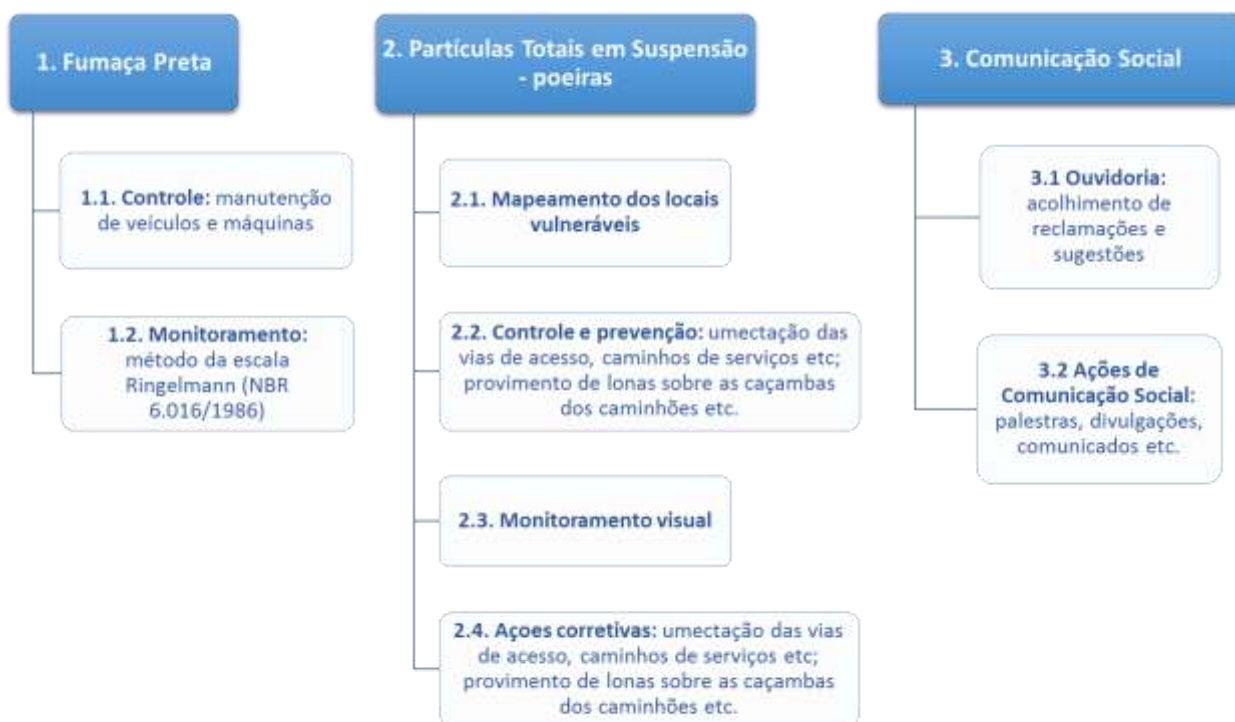 1. Fumaça Preta
1.1. Controle: manutenção
de veículos e máquinas
1.2. Monitoramento:
método da escala
Ringelmann (NBR
6.016/1986)
2. Partículas Totais em Suspensão
- poeiras
2.1. Mapeamento dos locais
vulneráveis
2.2. Controle e prevenção: umectação das
vias de acesso, caminhos de serviços etc;
provimento de lonas sobre as caçambas
dos caminhões etc.
2.3. Monitoramento visual
2.4. Açoes corretivas: umectação das vias
de acesso, caminhos de serviços etc;
provimento de lonas sobre as caçambas
dos caminhões etc.
3. Comunicação Social
3.1 Ouvidoria:
acolhimento de
reclamações e
sugestões
3.2 Ações de
Comunicação Social:
palestras, divulgações,
comunicados etc.